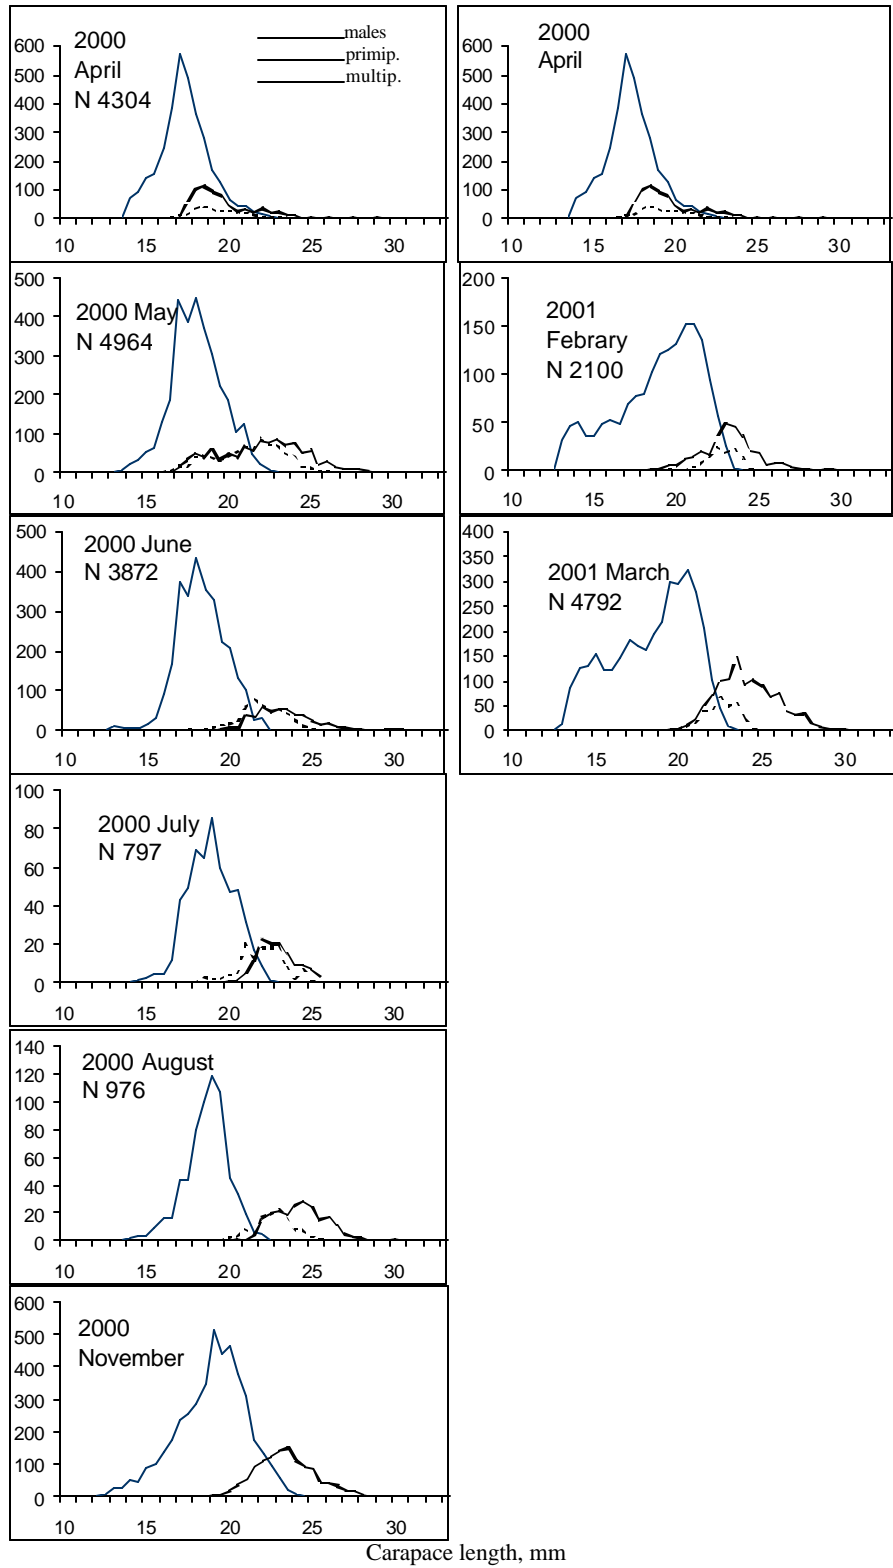 2000
April
N 4304
males
primip.
multip.
600
500
400
300
200
100
0
10 15 20 25 30
2000
April
600
500
400
300
200
100
0
10 15 20 25 30
2000 May
N 4964
500
400
300
200
100
0
10 15 20 25 30
2001
Febrary
N 2100
200
150
100
50
0
10 15 20 25 30
2000 June
N 3872
500
400
300
200
100
0
10 15 20 25 30
2001 March
N 4792
400
350
300
250
200
150
100
50
0
10 15 20 25 30
2000 July
N 797
100
80
60
40
20
0
10 15 20 25 30
2000 August
N 976
140
120
100
80
60
40
20
0
10 15 20 25 30
2000
November
600
500
400
300
200
100
0
10 15 20 25 30
Carapace length, mm